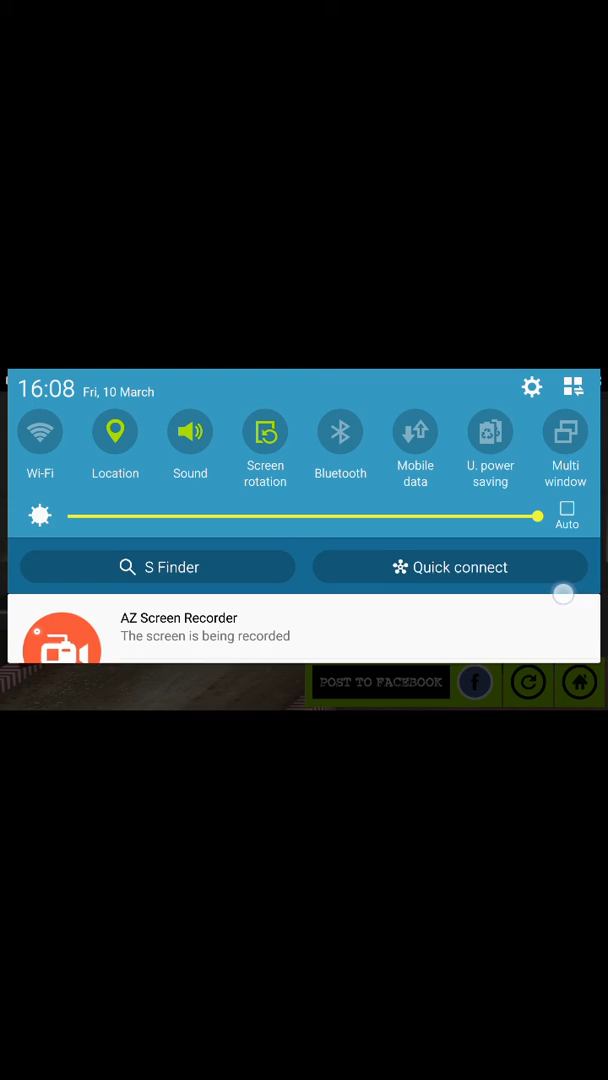 16:08 Fri, 10 March
Wi-Fi
Location
Sound
Screen
rotation
Bluetooth
Mobile
data
U. power
saving
Multi
window
Auto
S Finder
Quick connect
AZ Screen Recorder
The screen is being recorded
POST TO FACEBOOK
f